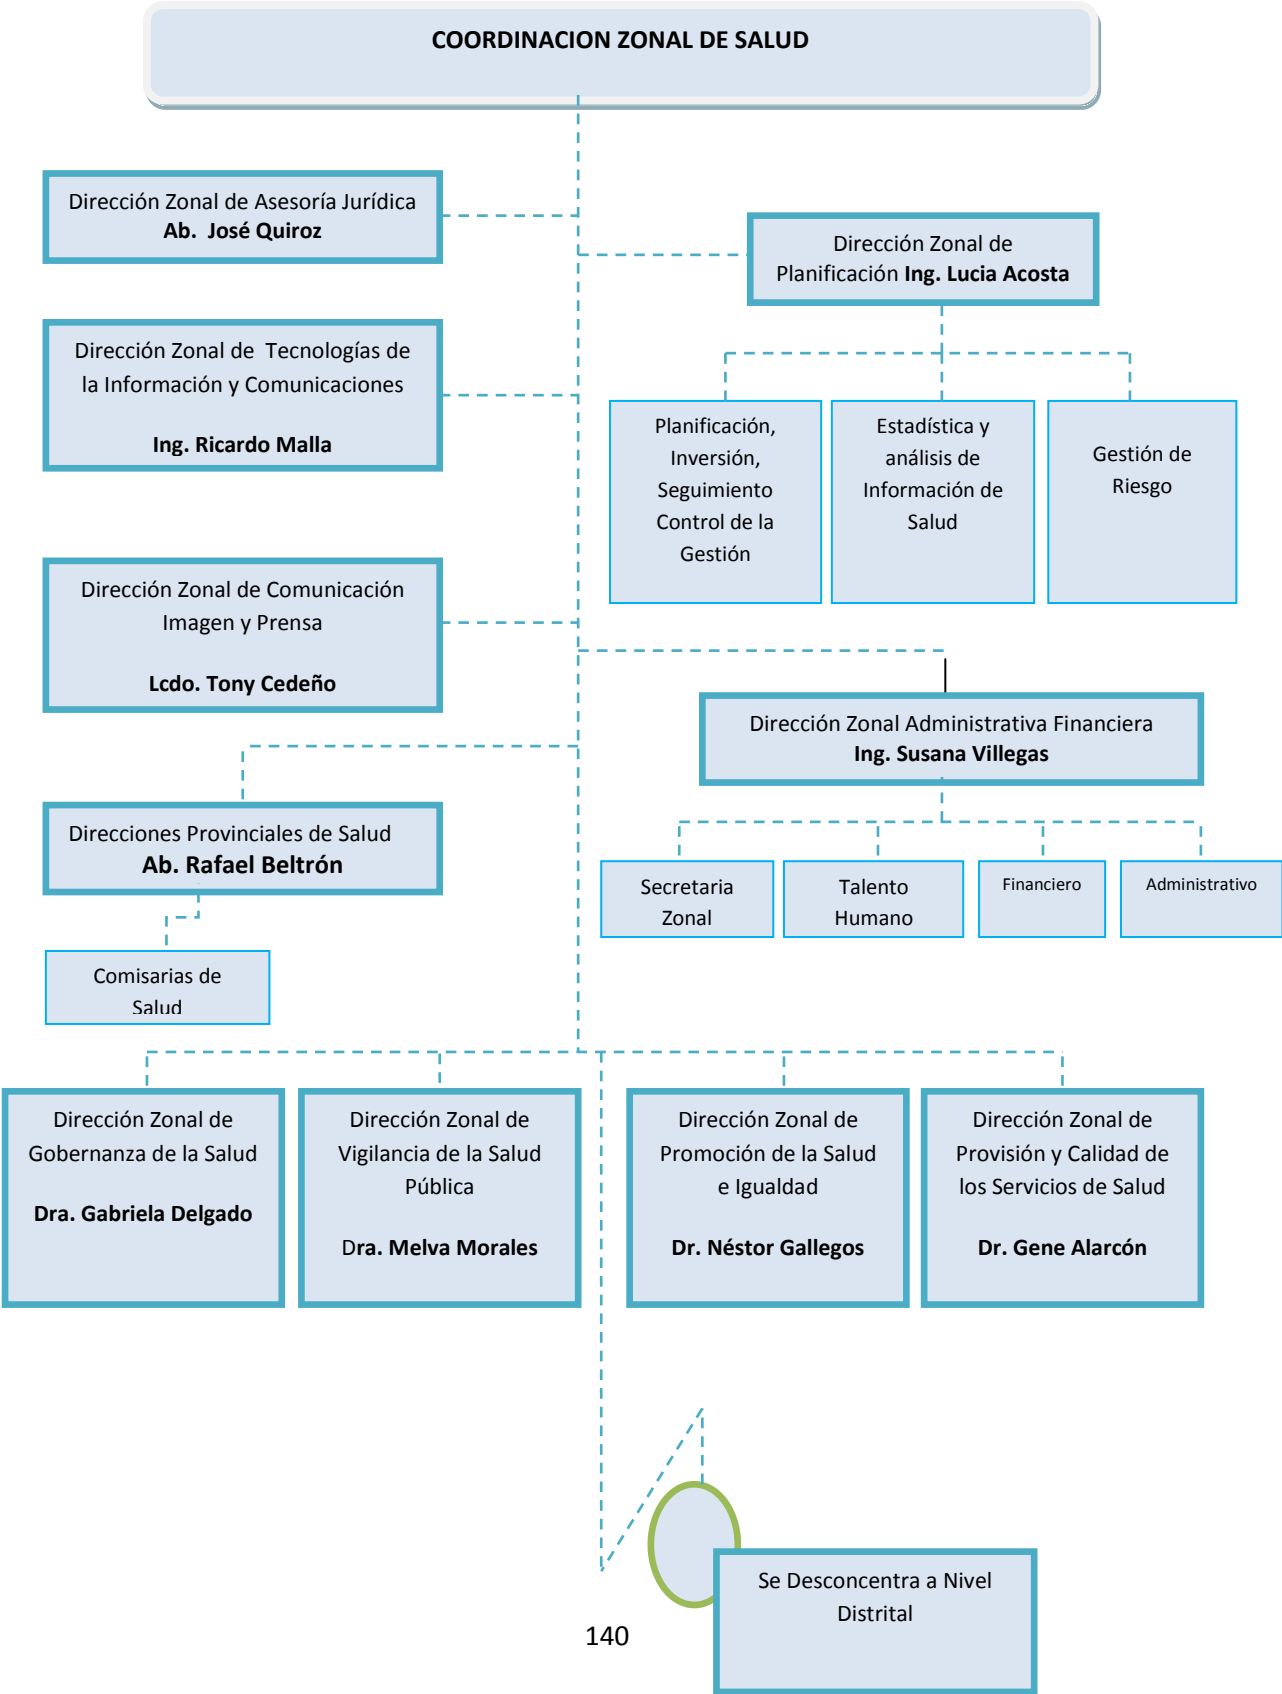 COORDINACION ZONAL DE SALUD
Dirección Zonal de Asesoría Jurídica
Ab. José Quiroz
Dirección Zonal de
Planificación Ing. Lucia Acosta
Dirección Zonal de Tecnologías de
la Información y Comunicaciones
Ing. Ricardo Malla
Planificación,
Inversión,
Seguimiento
Control de la
Gestión
Estadística y
análisis de
Información de
Salud
Gestión de
Riesgo
Dirección Zonal de Comunicación
Imagen y Prensa
Lcdo. Tony Cedeño
Dirección Zonal Administrativa Financiera
Ing. Susana Villegas
Direcciones Provinciales de Salud
Ab. Rafael Beltrón
Secretaria
Zonal
Talento
Humano
Financiero
Administrativo
Comisarias de
Salud
Dirección Zonal de
Gobernanza de la Salud
Dra. Gabriela Delgado
Dirección Zonal de
Vigilancia de la Salud
Pública
Dra. Melva Morales
Dirección Zonal de
Promoción de la Salud
e Igualdad
Dr. Néstor Gallegos
Dirección Zonal de
Provisión y Calidad de
los Servicios de Salud
Dr. Gene Alarcón
Se Desconcentra a Nivel
Distrital
140